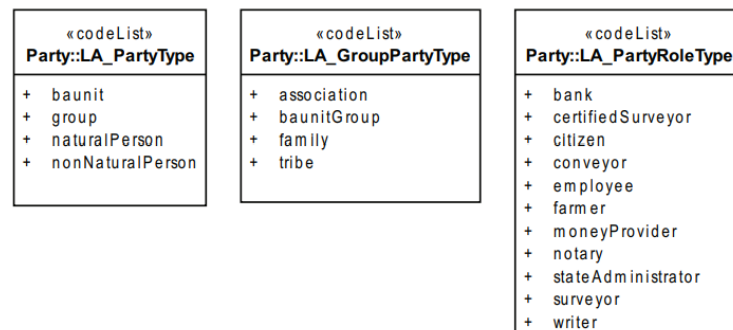 «codeList»
Party::LA_PartyType
+ baunit
+ group
+ naturalPerson
+ nonNaturalPerson
«codeList»
Party::LA_GroupPartyType
+ association
+ baunitGroup
+ family
+ tribe
«codeList»
Party::LA_PartyRoleType
+ bank
+ certifiedSurveyor
+ citizen
+ conveyor
+ employee
+ farmer
+ moneyProvider
+ notary
+ stateAdministrator
+ surveyor
+ writer